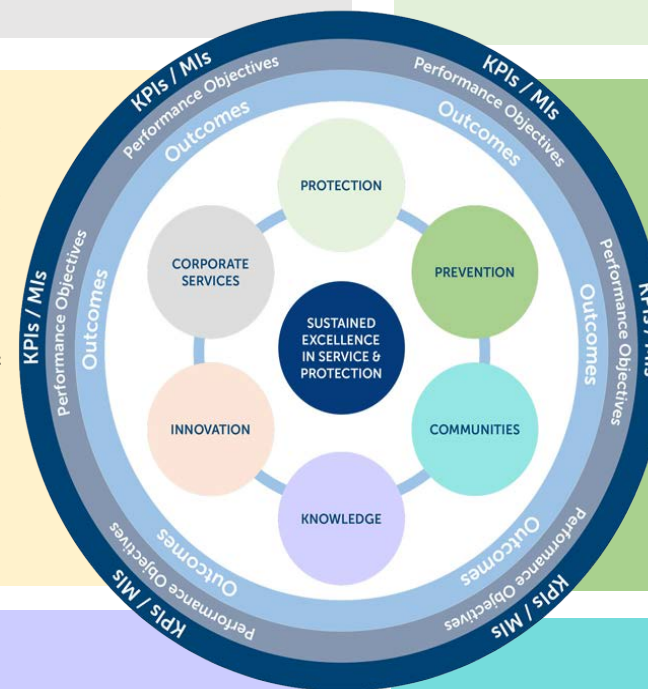 KPIs / MIs
KPIs / MIs
Performance Objectives
Performance Objectives
Outcomes
Outcomes
PROTECTION
CORPORATE
SERVICES
PREVENTION
KPIs / MIs
Performance Objectives
Outcomes
SUSTAINED
EXCELLENCE
IN SERVICE &
PROTECTION
Outcomes
Performance Objectives
KPIs / MIs
INNOVATION
COMMUNITIES
KNOWLEDGE
Outcomes
Outcomes
Performance Objectives
Performance Objectives
KPIs / MIs
KPIs / MIs